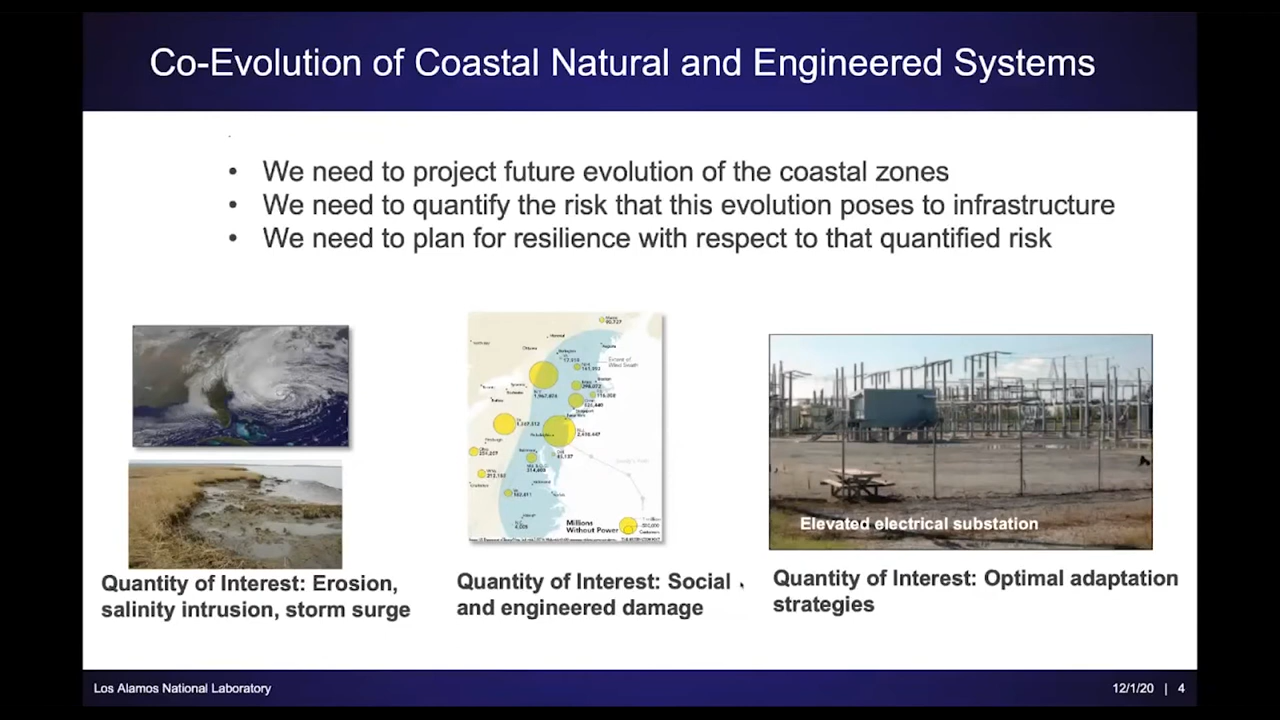 Co-Evolution of Coastal Natural and Engineered Systems
• We need to project future evolution of the coastal zones
• We need to quantify the risk that this evolution poses to infrastructure
• We need to plan for resilience with respect to that quantified risk
Millions
Without Power
Elevated electrical substation
Quantity of Interest: Erosion,
salinity intrusion, storm surge
Quantity of Interest: Social
and engineered damage
Quantity of Interest: Optimal adaptation
strategies
Los Alamos National Laboratory
12/1/20 | 4